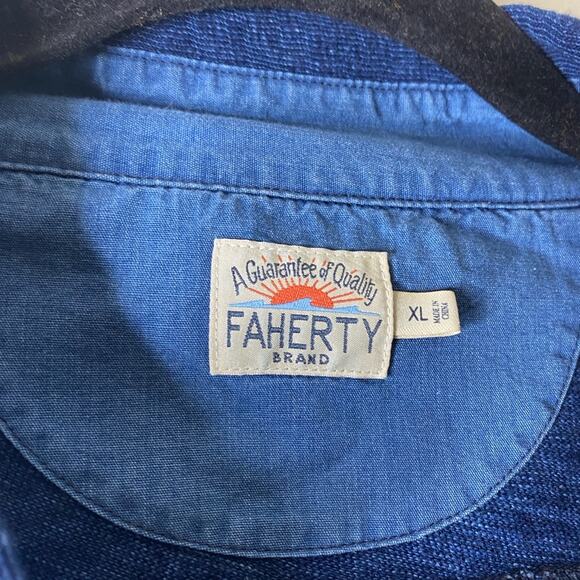 A Guarantee of Quality
FAHERTY
BRAND
XL
MADE IN
CHINA